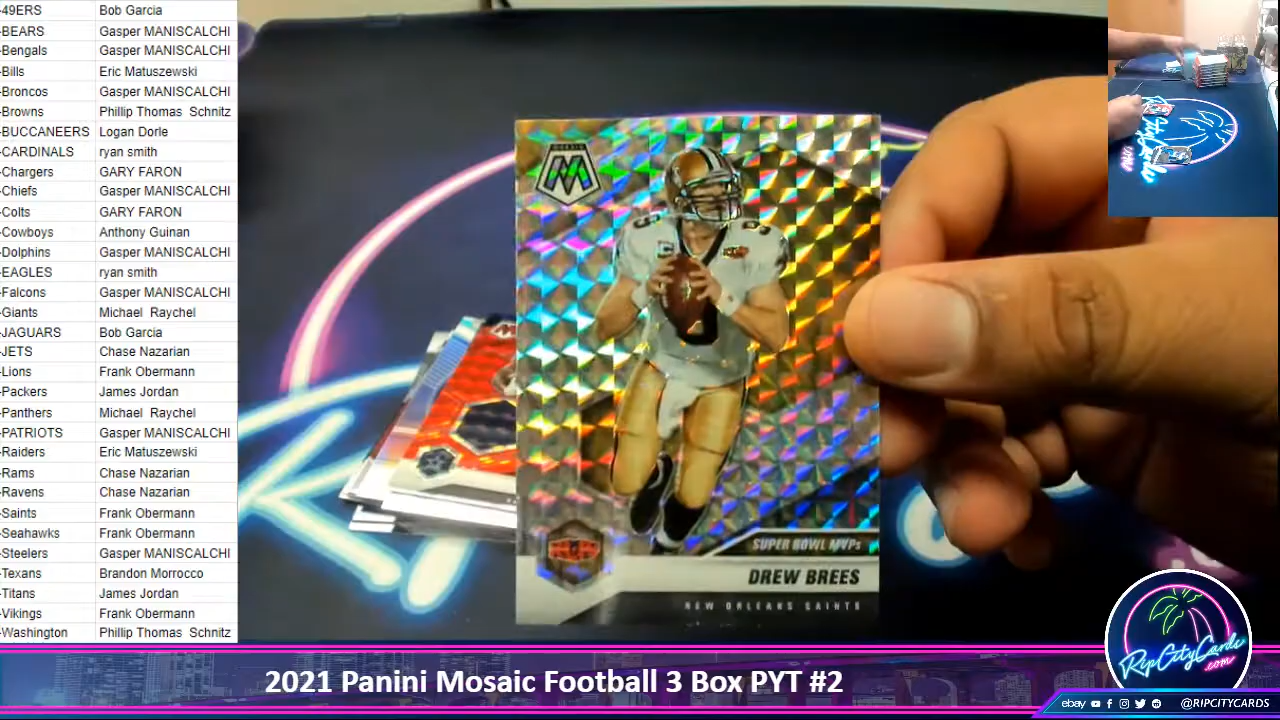 -49ERS Bob Garcia
-BEARS Gasper MANISCALCHI
-Bengals Gasper MANISCALCHI
-Bills Eric Matuszewski
-Broncos Gasper MANISCALCHI
-Browns Phillip Thomas Schnitz
-BUCCANEERS Logan Dorle
-CARDINALS ryan smith
-Chargers GARY FARON
-Chiefs Gasper MANISCALCHI
-Colts GARY FARON
-Cowboys Anthony Guinan
-Dolphins Gasper MANISCALCHI
-EAGLES ryan smith
-Falcons Gasper MANISCALCHI
-Giants Michael Raychel
-JAGUARS Bob Garcia
-JETS Chase Nazarian
-Lions Frank Obermann
-Packers James Jordan
-Panthers Michael Raychel
-PATRIOTS Gasper MANISCALCHI
-Raiders Eric Matuszewski
-Rams Chase Nazarian
-Ravens Chase Nazarian
-Saints Frank Obermann
-Seahawks Frank Obermann
-Steelers Gasper MANISCALCHI
-Texans Brandon Morrocco
-Titans James Jordan
-Vikings Frank Obermann
-Washington Phillip Thomas Schnitz
MOSAIC
M
9 9
SUPER BOWL MVPs
DREW BREES
NEW ORLEANS SAINTS
RipCityCards
.com
2021 Panini Mosaic Football 3 Box PYT #2
ebay @RIPCITYCARDS